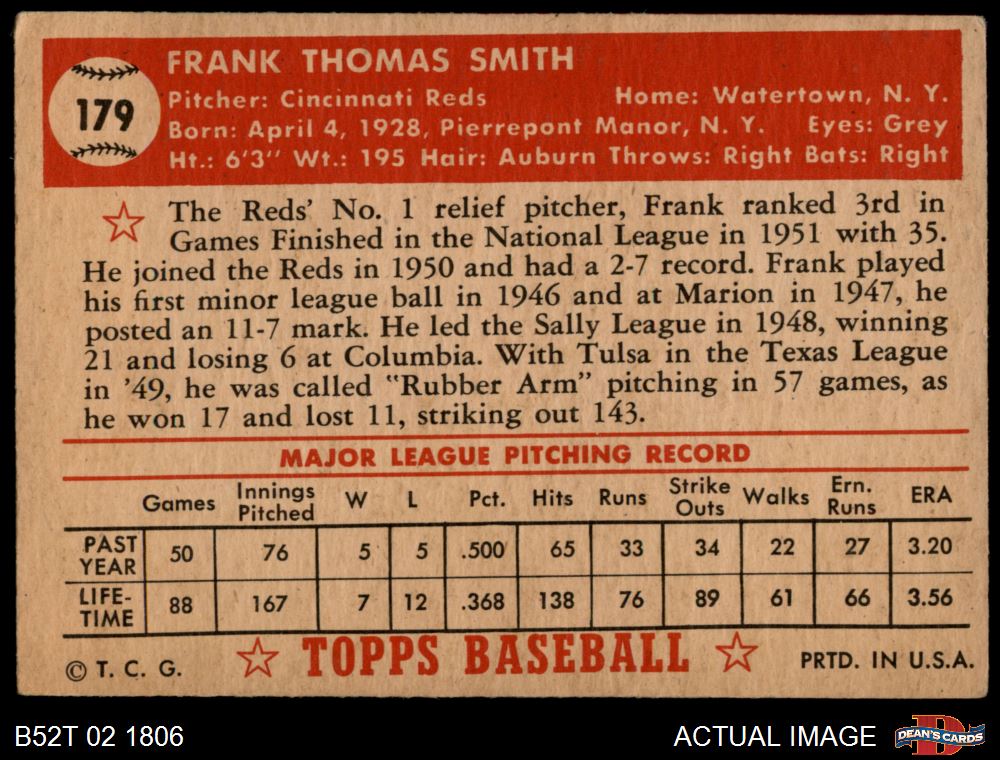 179
FRANK THOMAS SMITH
Pitcher: Cincinnati Reds Home: Watertown, N. Y.
Born: April 4, 1928, Pierrepont Manor, N. Y. Eyes: Grey
Ht.: 6'3" Wt.: 195 Hair: Auburn Throws: Right Bats: Right
The Reds' No. 1 relief pitcher, Frank ranked 3rd in
Games Finished in the National League in 1951 with 35.
He joined the Reds in 1950 and had a 2-7 record. Frank played
his first minor league ball in 1946 and at Marion in 1947, he
posted an 11-7 mark. He led the Sally League in 1948, winning
21 and losing 6 at Columbia. With Tulsa in the Texas League
in '49, he was called "Rubber Arm" pitching in 57 games, as
he won 17 and lost 11, striking out 143.
MAJOR LEAGUE PITCHING RECORD
Games Innings Pitched W L Pct. Hits Runs Strike Outs Walks Ern. Runs ERA
PAST YEAR 50 76 5 5 .500 65 33 34 22 27 3.20
LIFE-TIME 88 167 7 12 .368 138 76 89 61 66 3.56
© T. C. G. TOPPS BASEBALL PRTD. IN U.S.A.
B52T 02 1806 ACTUAL IMAGE DEAN'S CARDS